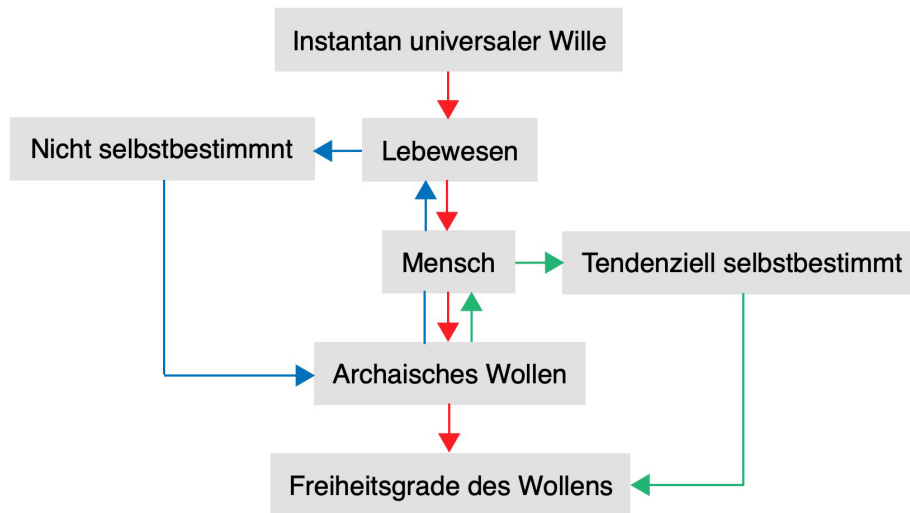 Instantan universaler Wille
Nicht selbstbestimmnt
Lebewesen
Mensch
Tendenziell selbstbestimmt
Archaisches Wollen
Freiheitsgrade des Wollens